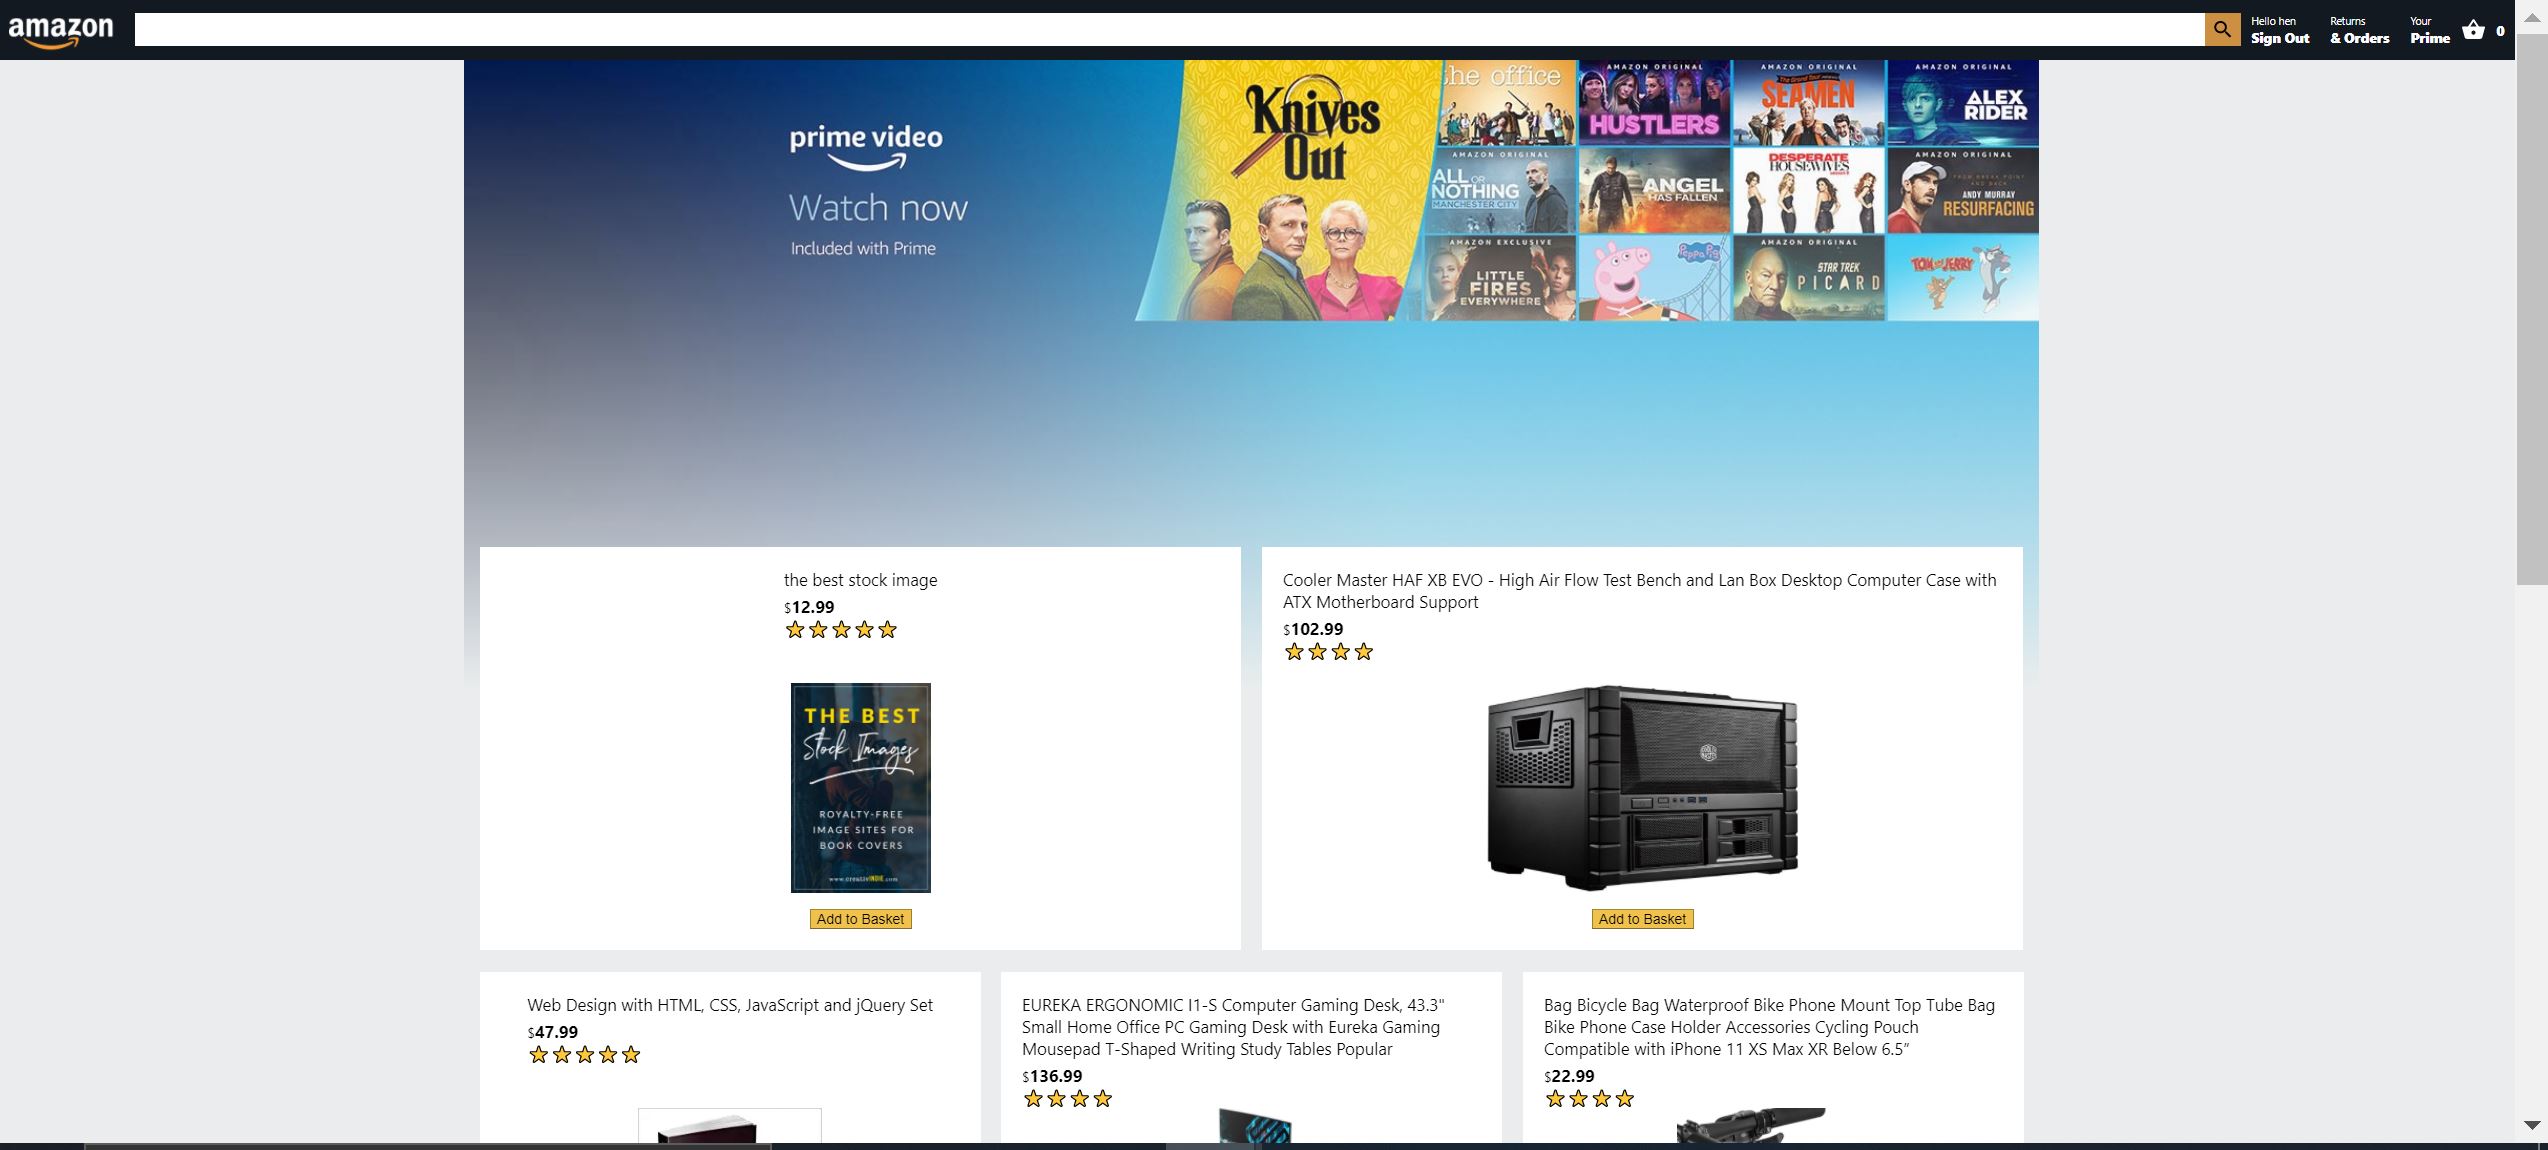 amazon
Hello hen
Sign Out
Returns
& Orders
Your
Prime
0
prime video
Watch now
Included with Prime
Knives
Out
the office
AMAZON ORIGINAL
HUSTLERS
AMAZON ORIGINAL
The Grand Tour
SEAMEN
AMAZON ORIGINAL
ALEX
RIDER
AMAZON ORIGINAL
ALL OR
NOTHING
MANCHESTER CITY
ANGEL
HAS FALLEN
DESPERATE
HOUSEWIVES
AMAZON ORIGINAL
ANDY MURRAY
RESURFACING
AMAZON EXCLUSIVE
LITTLE
FIRES
EVERYWHERE
Peppa Pig
AMAZON ORIGINAL
STAR TREK
PICARD
TOM and JERRY
the best stock image
$12.99
THE BEST
Stock Images
ROYALTY-FREE
IMAGE SITES FOR
BOOK COVERS
www.creativINDIE.com
Add to Basket
Cooler Master HAF XB EVO - High Air Flow Test Bench and Lan Box Desktop Computer Case with
ATX Motherboard Support
$102.99
COOLER
MASTER
Add to Basket
Web Design with HTML, CSS, JavaScript and jQuery Set
$47.99
EUREKA ERGONOMIC I1-S Computer Gaming Desk, 43.3"
Small Home Office PC Gaming Desk with Eureka Gaming
Mousepad T-Shaped Writing Study Tables Popular
$136.99
Bag Bicycle Bag Waterproof Bike Phone Mount Top Tube Bag
Bike Phone Case Holder Accessories Cycling Pouch
Compatible with iPhone 11 XS Max XR Below 6.5”
$22.99